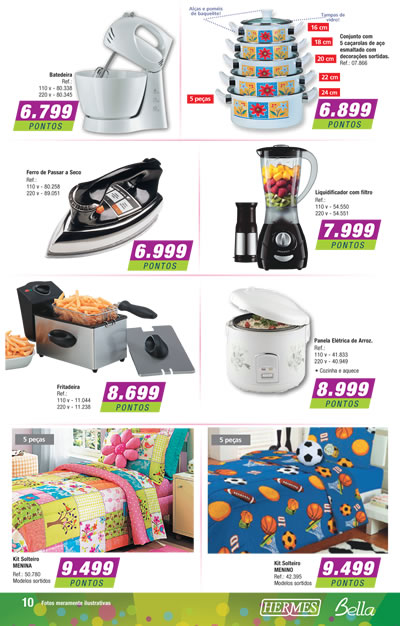 Batedeira
Ref.:
110 v - 80.338
220 v - 80.345
6.799
PONTOS
Alças e poméis
de baquelite!
Tampas de
vidro!
16 cm
18 cm
20 cm
22 cm
24 cm
5 peças
Conjunto com
5 caçarolas de aço
esmaltado com
decorações sortidas.
Ref.: 07.866
6.899
PONTOS
Ferro de Passar a Seco
Ref.:
110 v - 80.258
220 v - 89.051
6.999
PONTOS
Liquidificador com filtro
Ref.:
110 v - 54.550
220 v - 54.551
7.999
PONTOS
Fritadeira
Ref.:
110 v - 11.044
220 v - 11.238
8.699
PONTOS
Panela Elétrica de Arroz.
Ref.:
110 v - 41.833
220 v - 40.949
• Cozinha e aquece
8.999
PONTOS
5 peças
Kit Solteiro
MENINA
Ref.: 50.780
Modelos sortidos
9.499
PONTOS
5 peças
Kit Solteiro
MENINO
Ref.: 42.395
Modelos sortidos
9.499
PONTOS
10 Fotos meramente ilustrativas
HERMES
Bella